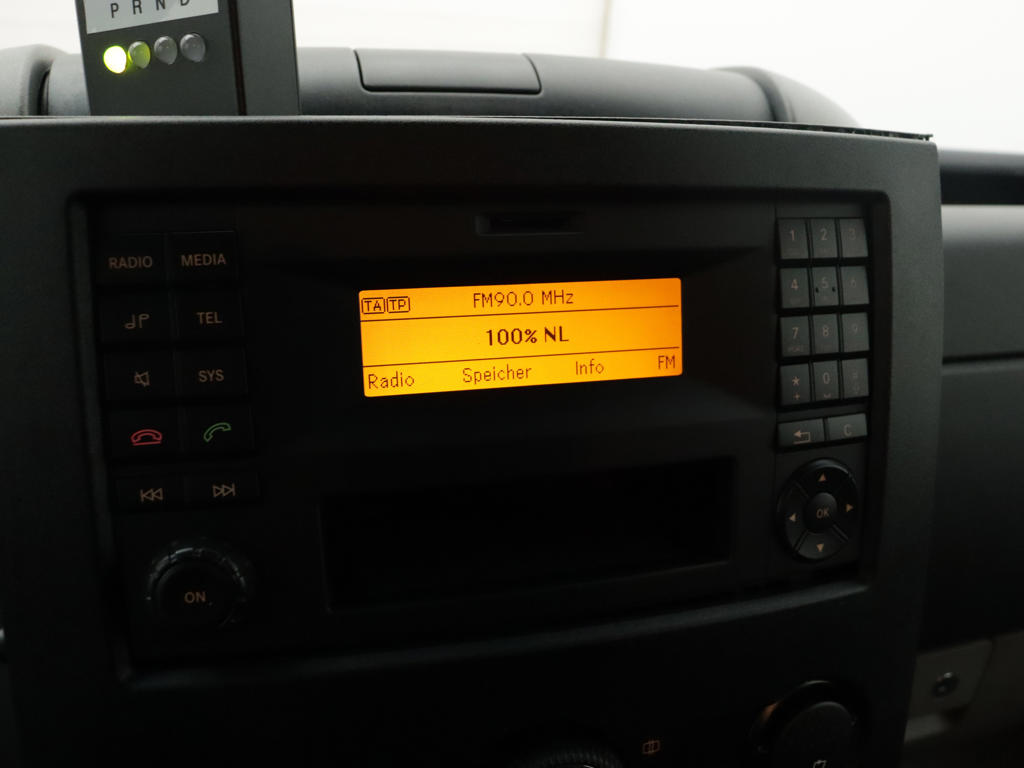 P R N D
RADIO MEDIA
TEL
SYS
ON
TA TP FM90.0 MHz
100% NL
Radio Speicher Info FM
1 2 3
4 5 6
7 8 9
* 0
+
C
OK